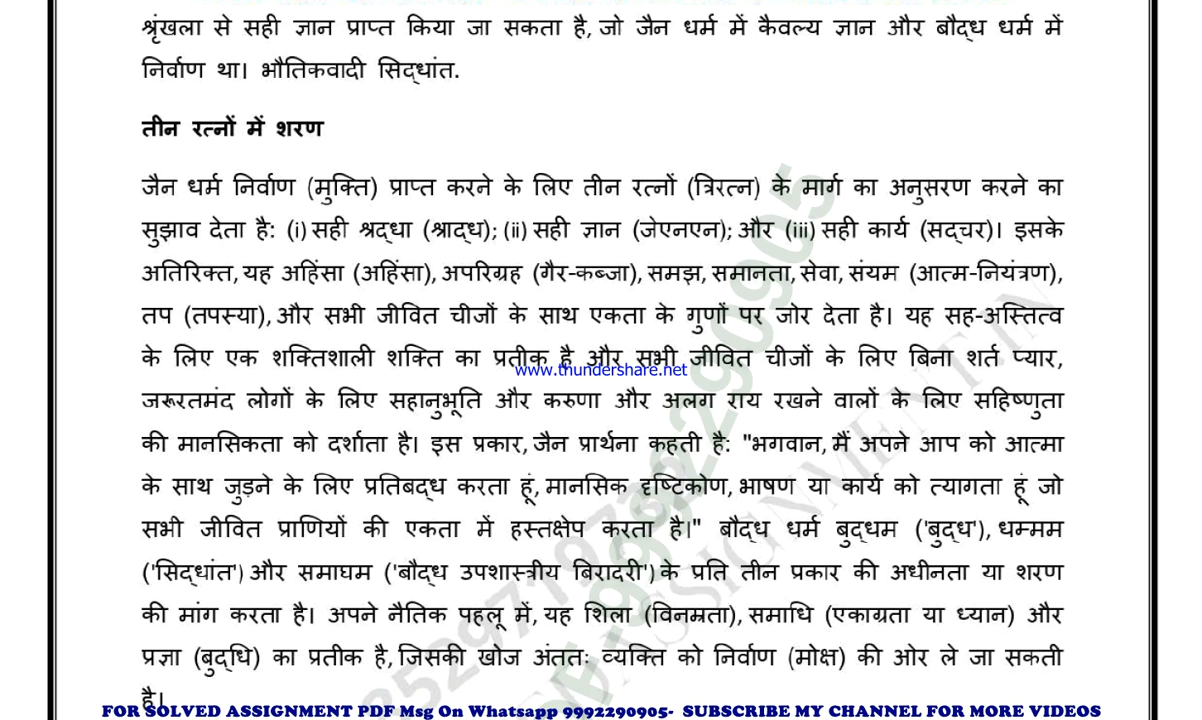 श्रृंखला से सही ज्ञान प्राप्त किया जा सकता है, जो जैन धर्म में कैवल्य ज्ञान और बौद्ध धर्म में
निर्वाण था। भौतिकवादी सिद्धांत.
तीन रत्नों में शरण
जैन धर्म निर्वाण (मुक्ति) प्राप्त करने के लिए तीन रत्नों (त्रिरत्न) के मार्ग का अनुसरण करने का
सुझाव देता है: (i) सही श्रद्धा (श्राद्ध); (ii) सही ज्ञान (जेएनएन); और (iii) सही कार्य (सद्चर)। इसके
अतिरिक्त, यह अहिंसा (अहिंसा), अपरिग्रह (गैर-कब्जा), समझ, समानता, सेवा, संयम (आत्म-नियंत्रण),
तप (तपस्या), और सभी जीवित चीजों के साथ एकता के गुणों पर जोर देता है। यह सह-अस्तित्व
के लिए एक शक्तिशाली शक्ति का प्रतीक है और सभी जीवित चीजों के लिए बिना शर्त प्यार,
www.thundershare.net
जरूरतमंद लोगों के लिए सहानुभूति और करुणा और अलग राय रखने वालों के लिए सहिष्णुता
की मानसिकता को दर्शाता है। इस प्रकार, जैन प्रार्थना कहती है: "भगवान, मैं अपने आप को आत्मा
के साथ जुड़ने के लिए प्रतिबद्ध करता हूं, मानसिक दृष्टिकोण, भाषण या कार्य को त्यागता हूं जो
सभी जीवित प्राणियों की एकता में हस्तक्षेप करता है।" बौद्ध धर्म बुद्धम ('बुद्ध'), धम्मम
('सिद्धांत') और समाघम ('बौद्ध उपशास्त्रीय बिरादरी') के प्रति तीन प्रकार की अधीनता या शरण
की मांग करता है। अपने नैतिक पहलू में, यह शिला (विनम्रता), समाधि (एकाग्रता या ध्यान) और
प्रज्ञा (बुद्धि) का प्रतीक है, जिसकी खोज अंततः व्यक्ति को निर्वाण (मोक्ष) की ओर ले जा सकती
है।
FOR SOLVED ASSIGNMENT PDF Msg On Whatsapp 9992290905- SUBSCRIBE MY CHANNEL FOR MORE VIDEOS